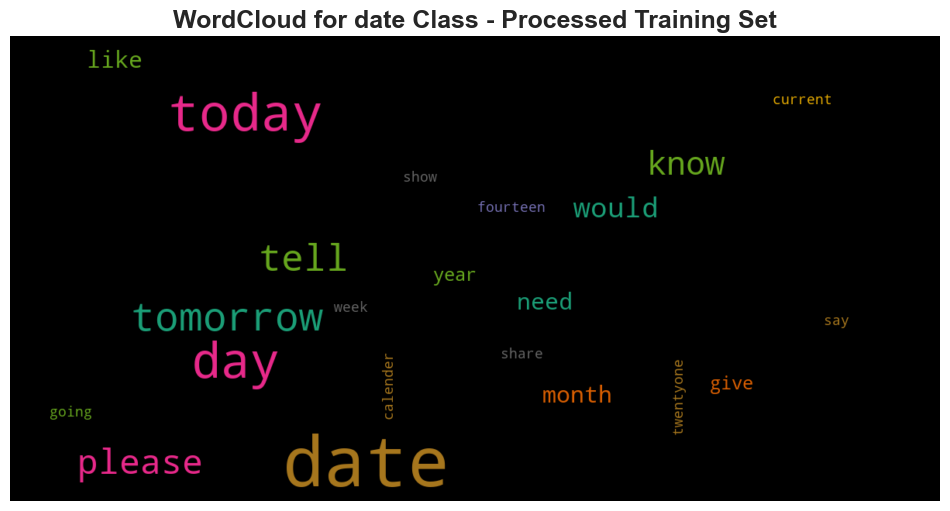 WordCloud for date Class - Processed Training Set
like
today
current
know
show
fourteen
would
tell
year
need
tomorrow
week
say
day
share
calender
month
twentyone
give
going
please
date